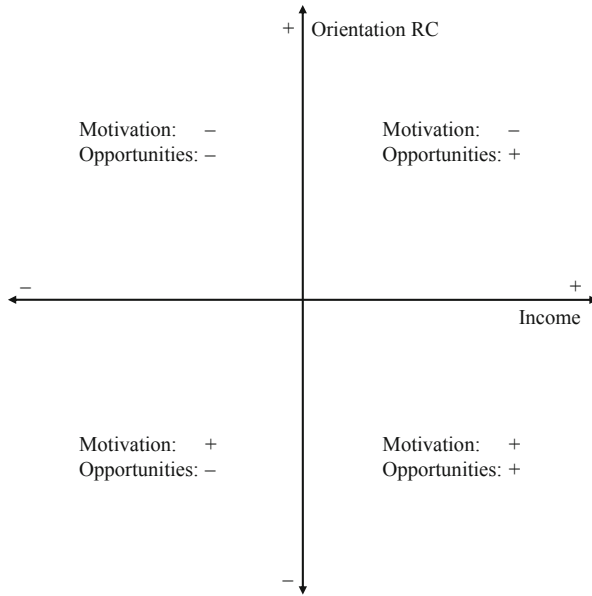 + Orientation RC
Motivation: –
Opportunities: –
Motivation: –
Opportunities: +
– +
Income
Motivation: +
Opportunities: –
Motivation: +
Opportunities: +
–